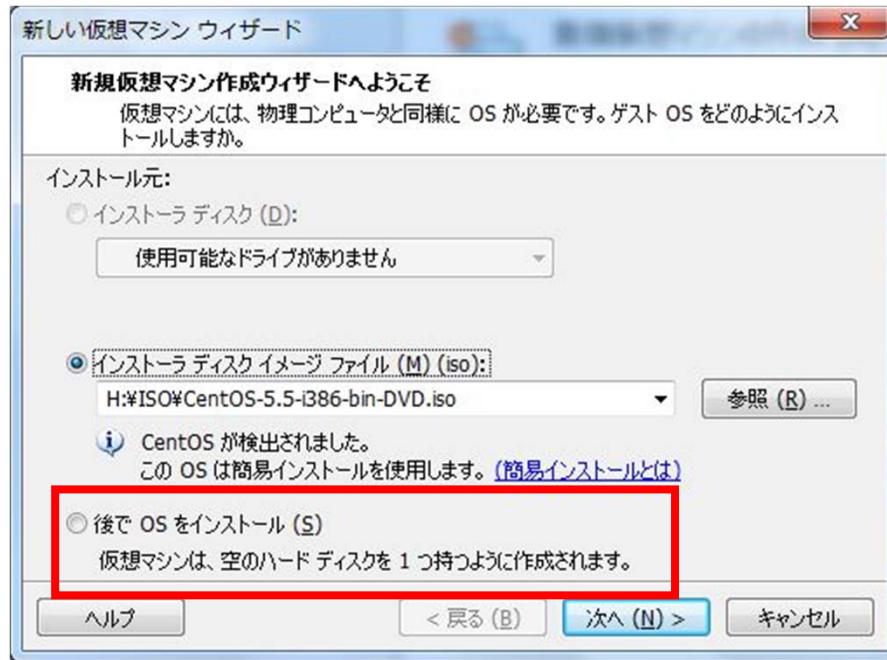 新しい仮想マシン ウィザード
新規仮想マシン作成ウィザードへようこそ
仮想マシンには、物理コンピュータと同様に OS が必要です。ゲスト OS をどのようにインス
トールしますか。
インストール元:
インストーラ ディスク (D):
使用可能なドライブがありません
インストーラ ディスク イメージ ファイル (M) (iso):
H:¥ISO¥CentOS-5.5-i386-bin-DVD.iso
参照 (R) ...
CentOS が検出されました。
この OS は簡易インストールを使用します。 (簡易インストールとは)
後で OS をインストール (S)
仮想マシンは、空のハード ディスクを 1 つ持つように作成されます。
ヘルプ
< 戻る (B)
次へ (N) >
キャンセル